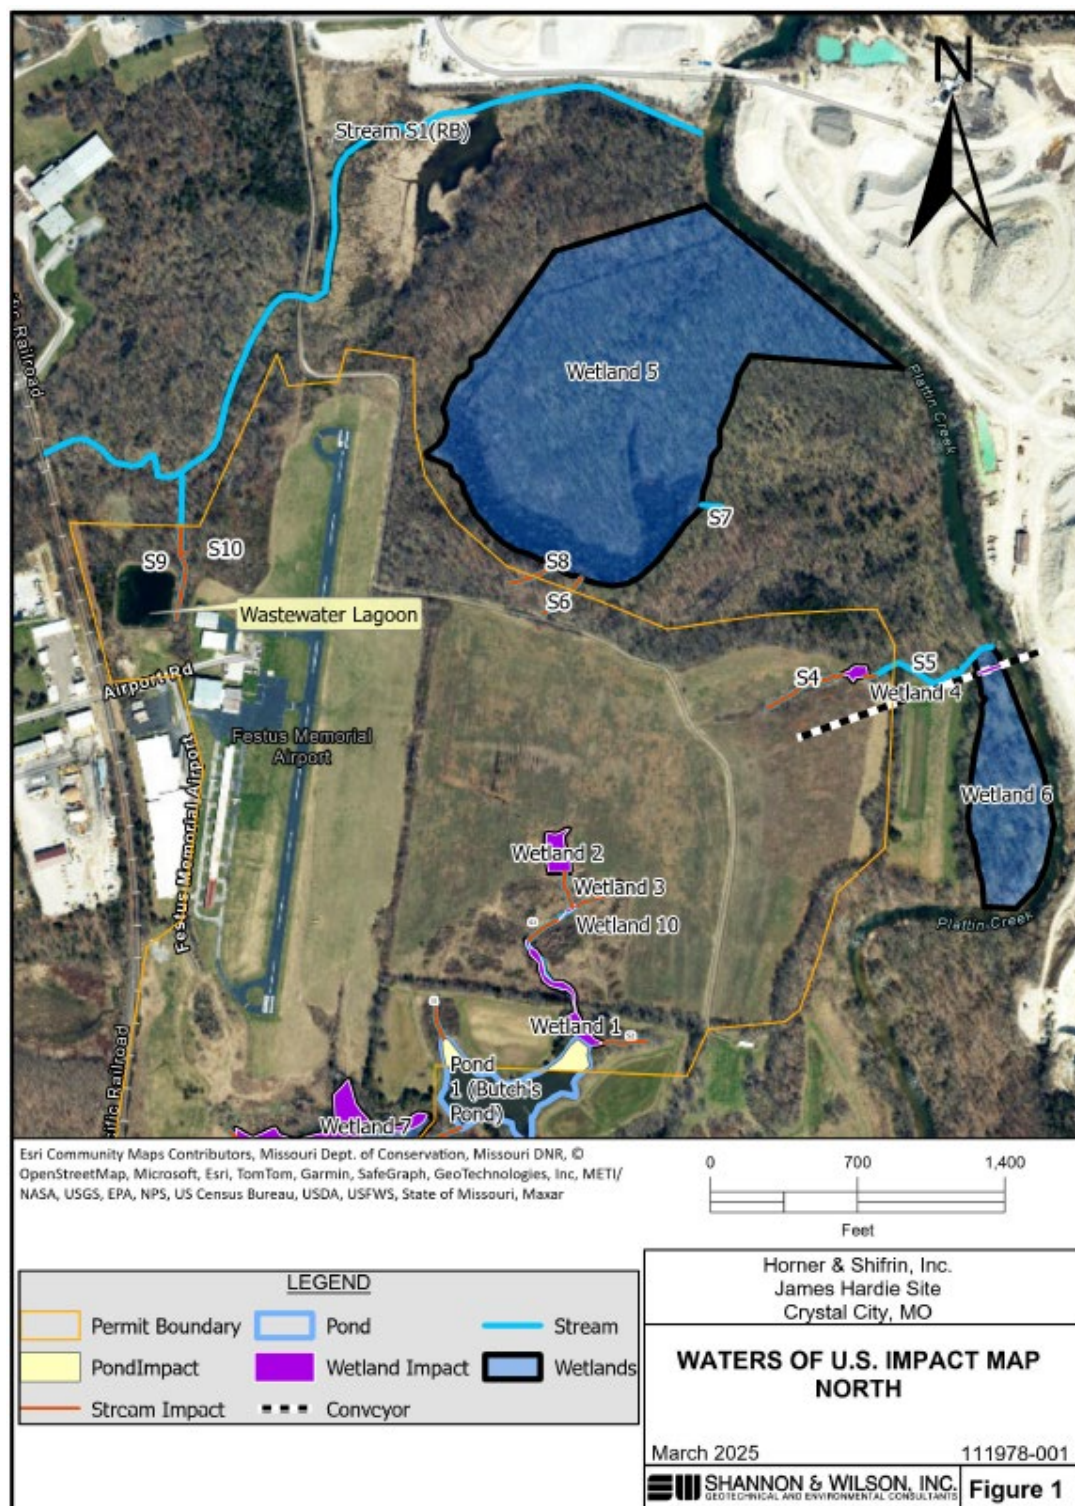 N
Stream S1(RB)
Wetland 5
Plattin Creek
ific Railroad
S7
S9
S10
S8
S6
Wastewater Lagoon
Airport Rd
S4
S5
Wetland 4
Festus Memorial
Airport
Festus Memorial Airport
Wetland 6
Wetland 2
Wetland 3
Wetland 10
Plattin Creek
Wetland 1
Pond
1 (Butch's
Pond)
ific Railroad
Wetland 7
Esri Community Maps Contributors, Missouri Dept. of Conservation, Missouri DNR, ©
OpenStreetMap, Microsoft, Esri, TomTom, Garmin, SafeGraph, GeoTechnologies, Inc, METI/
NASA, USGS, EPA, NPS, US Census Bureau, USDA, USFWS, State of Missouri, Maxar
0 700 1,400
Feet
LEGEND
Permit Boundary
Pond
Stream
PondImpact
Wetland Impact
Wetlands
Stream Impact
Conveyor
Horner & Shifrin, Inc.
James Hardie Site
Crystal City, MO
WATERS OF U.S. IMPACT MAP
NORTH
March 2025 111978-001
SHANNON & WILSON, INC.
GEOTECHNICAL AND ENVIRONMENTAL CONSULTANTS
Figure 1